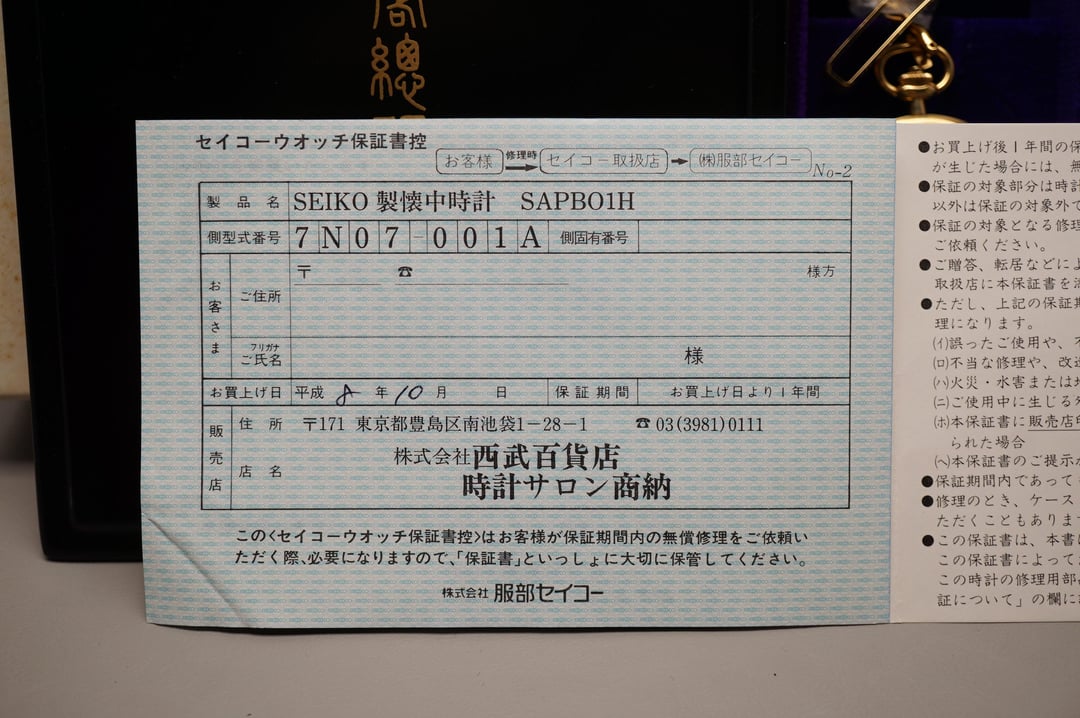 總
セイコーウオッチ保証書控
お客様 修理時 セイコー取扱店 ㈱服部セイコー No-2
製品名 SEIKO 製懐中時計 SAPBO1H
側型式番号 7N07-001A 側固有番号
お客さま
ご住所 〒 ☎ 様方
フリガナ
ご氏名 様
お買上げ日 平成 8 年 10 月 日 保証期間 お買上げ日より1年間
販売店
住所 〒171 東京都豊島区南池袋1-28-1 ☎03(3981)0111
店名 株式会社西武百貨店
時計サロン商納
この〈セイコーウオッチ保証書控〉はお客様が保証期間内の無償修理をご依頼い
ただく際、必要になりますので、「保証書」といっしょに大切に保管してください。
株式会社 服部セイコー
●お買上げ後1年間の保
が生じた場合には、無
●保証の対象部分は時計
以外は保証の対象外で
●保証の対象となる修理
ご依頼ください。
●ご贈答、転居などによ
取扱店に本保証書を
●ただし、上記の保証期
理になります。
(イ)誤ったご使用や、不
(ロ)不当な修理や、改造
(ハ)火災・水害または地
(ニ)ご使用中に生じる外
(ホ)本保証書に販売店印
られた場合
(ヘ)本保証書のご提示が
●保証期間内であって
●修理のとき、ケース
ただくこともありま
●この保証書は、本書に
この保証書によって
この時計の修理用部
証について」の欄に